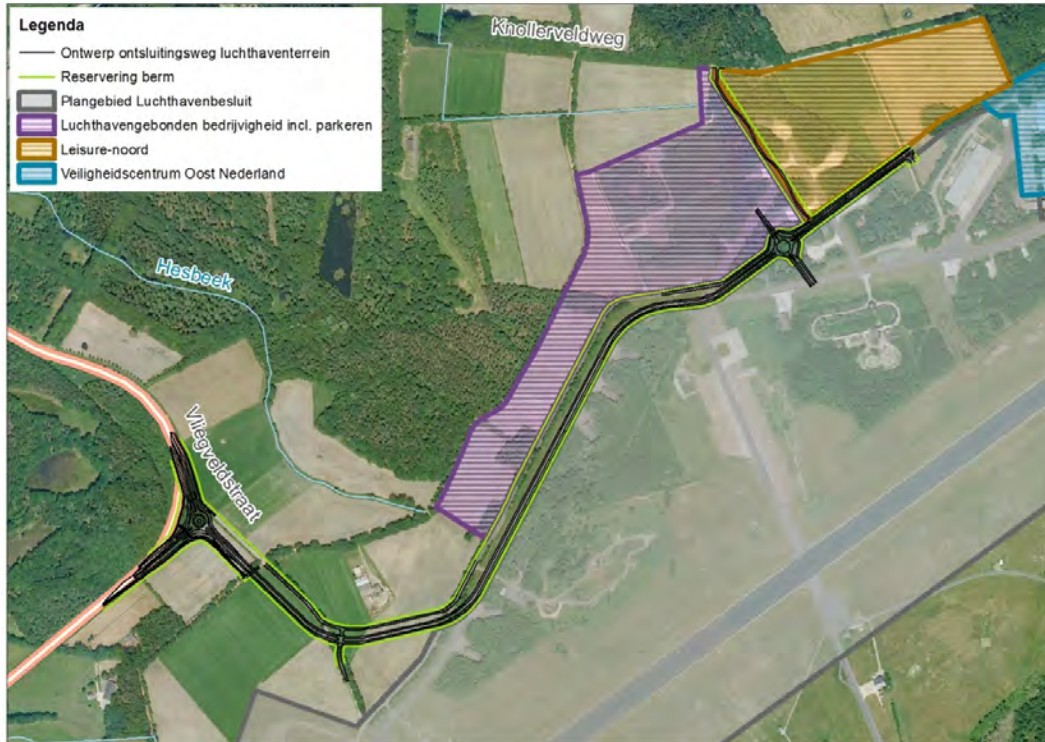 Legenda
Ontwerp ontsluitingsweg luchthaventerrein
Reservering berm
Plangebied Luchthavenbesluit
Luchthavengebonden bedrijvigheid incl. parkeren
Leisure-noord
Veiligheidscentrum Oost Nederland
Knollerveldweg
Hesbeek
Vliegveldstraat